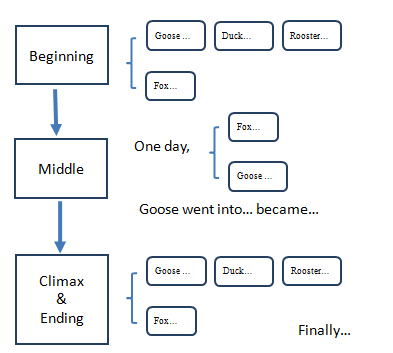 Beginning
Goose ...
Duck...
Rooster...
Fox...
Middle
One day,
Fox...
Goose ...
Goose went into... became...
Climax
&
Ending
Goose ...
Duck...
Rooster...
Fox...
Finally...